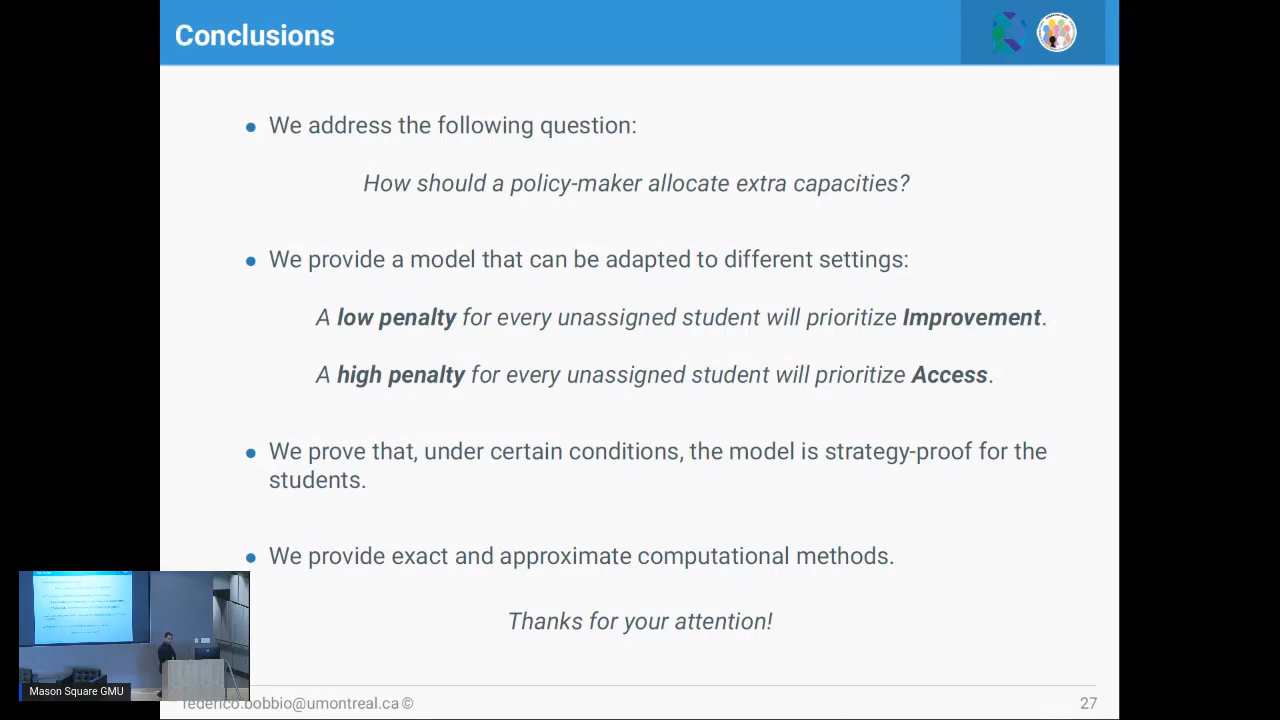 Conclusions
We address the following question:
How should a policy-maker allocate extra capacities?
We provide a model that can be adapted to different settings:
A low penalty for every unassigned student will prioritize Improvement.
A high penalty for every unassigned student will prioritize Access.
We prove that, under certain conditions, the model is strategy-proof for the
students.
We provide exact and approximate computational methods.
Thanks for your attention!
Mason Square GMU
federico.bobbio@umontreal.ca©
27